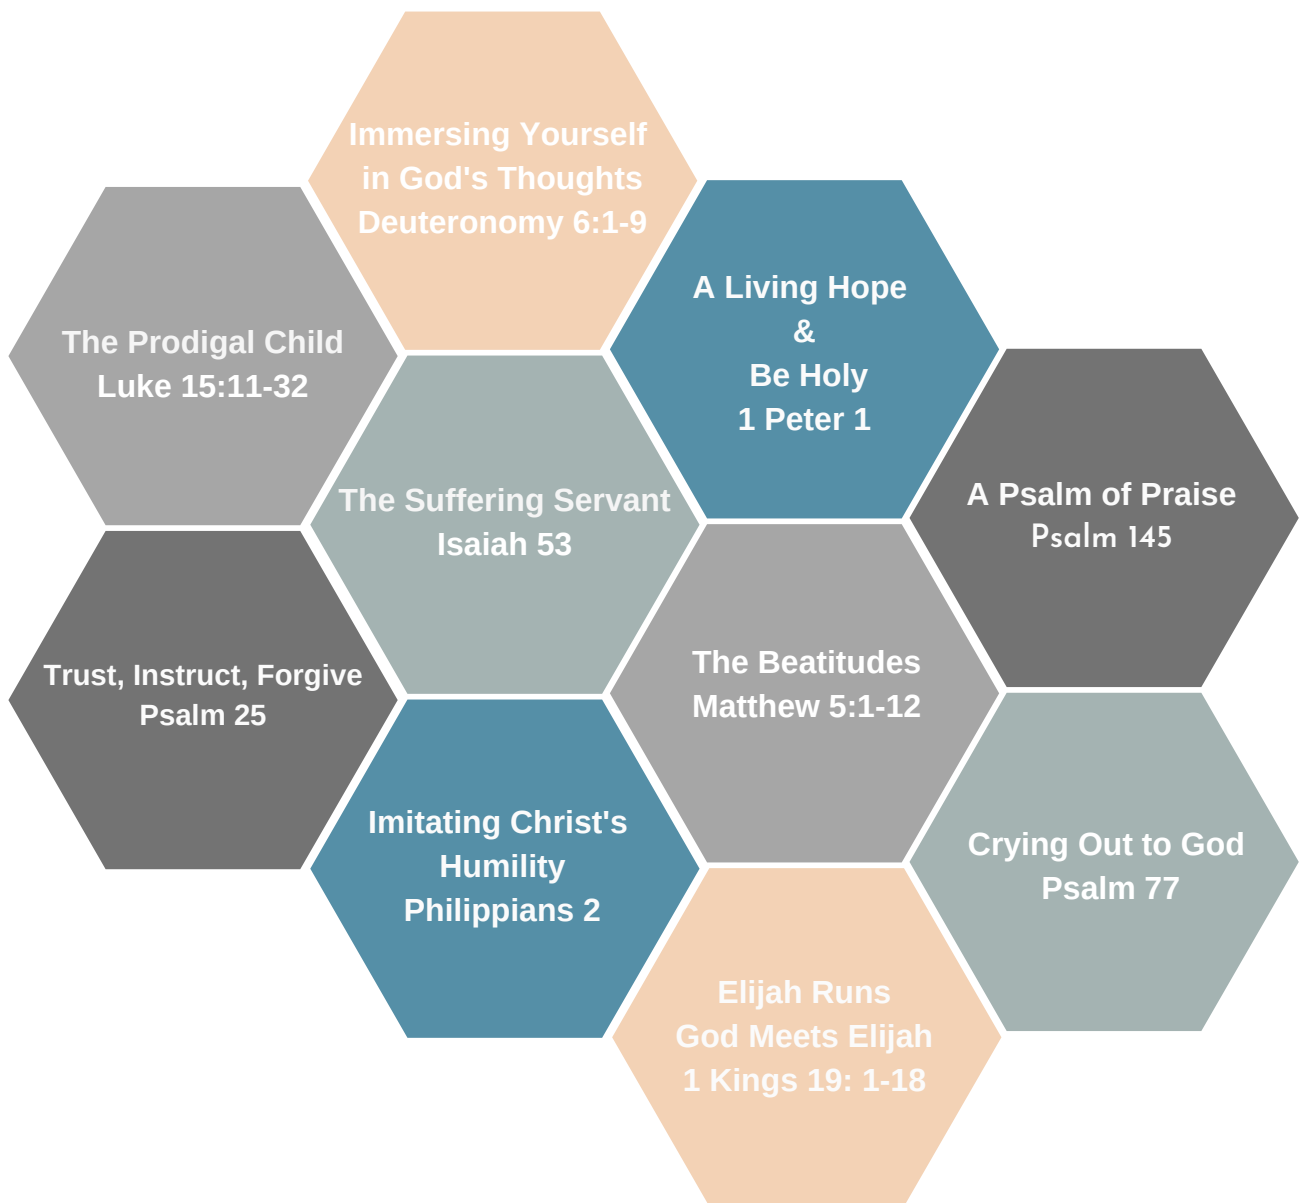 Immersing Yourself
in God's Thoughts
Deuteronomy 6:1-9
A Living Hope
&
Be Holy
1 Peter 1
The Prodigal Child
Luke 15:11-32
The Suffering Servant
Isaiah 53
A Psalm of Praise
Psalm 145
Trust, Instruct, Forgive
Psalm 25
The Beatitudes
Matthew 5:1-12
Imitating Christ's
Humility
Philippians 2
Crying Out to God
Psalm 77
Elijah Runs
God Meets Elijah
1 Kings 19: 1-18